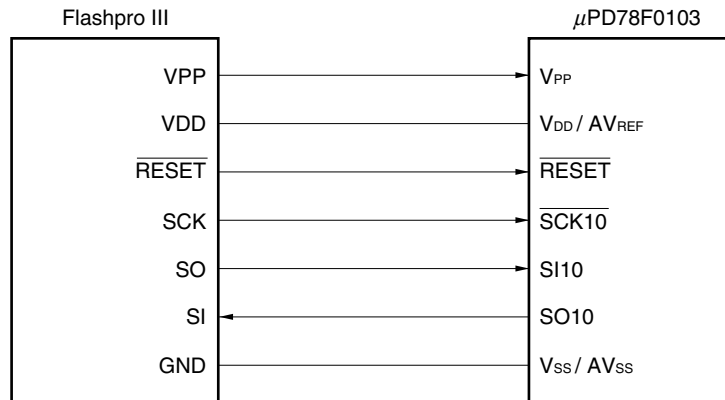 Flashpro III μPD78F0103
VPP VPP
VDD VDD / AVREF
RESET RESET
SCK SCK10
SO SI10
SI SO10
GND VSS / AVSS